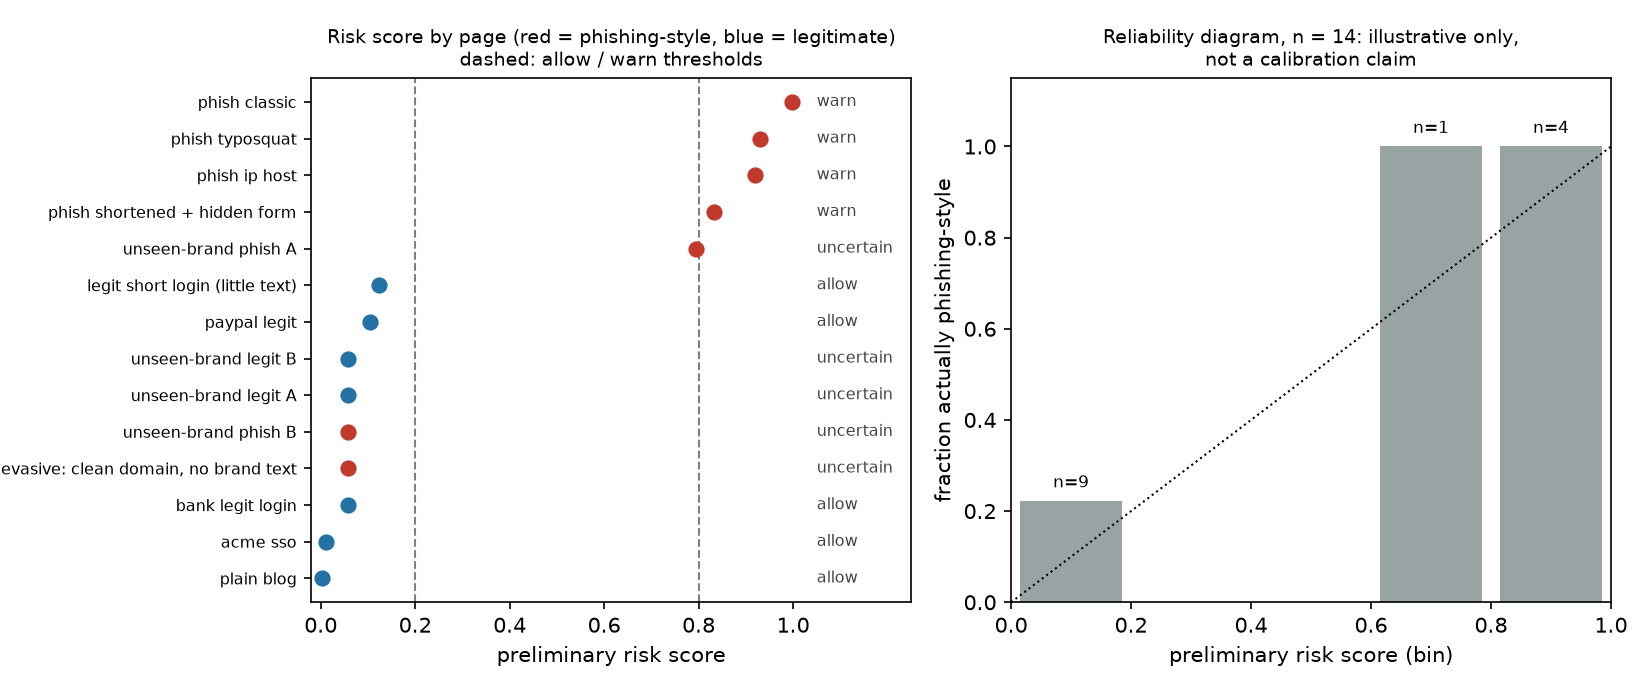 Risk score by page (red = phishing-style, blue = legitimate)
dashed: allow / warn thresholds
phish classic warn
phish typosquat warn
phish ip host warn
phish shortened + hidden form warn
unseen-brand phish A uncertain
legit short login (little text) allow
paypal legit allow
unseen-brand legit B uncertain
unseen-brand legit A uncertain
unseen-brand phish B uncertain
evasive: clean domain, no brand text uncertain
bank legit login allow
acme sso allow
plain blog allow
0.0 0.2 0.4 0.6 0.8 1.0
preliminary risk score
Reliability diagram, n = 14: illustrative only,
not a calibration claim
fraction actually phishing-style
1.0
0.8
0.6
0.4
0.2
0.0
n=9
n=1
n=4
0.0 0.2 0.4 0.6 0.8 1.0
preliminary risk score (bin)